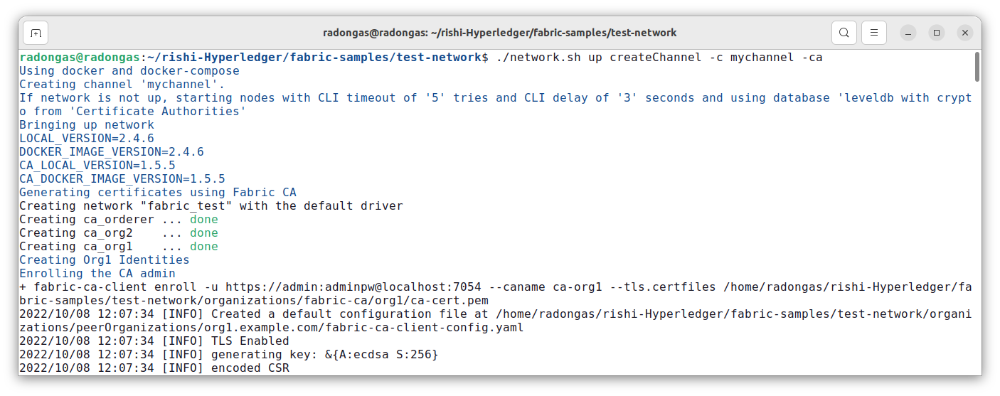 radongas@radongas: ~/rishi-Hyperledger/fabric-samples/test-network
radongas@radongas:~/rishi-Hyperledger/fabric-samples/test-network$ ./network.sh up createChannel -c mychannel -ca
Using docker and docker-compose
Creating channel 'mychannel'.
If network is not up, starting nodes with CLI timeout of '5' tries and CLI delay of '3' seconds and using database 'leveldb with crypt
o from 'Certificate Authorities'
Bringing up network
LOCAL_VERSION=2.4.6
DOCKER_IMAGE_VERSION=2.4.6
CA_LOCAL_VERSION=1.5.5
CA_DOCKER_IMAGE_VERSION=1.5.5
Generating certificates using Fabric CA
Creating network "fabric_test" with the default driver
Creating ca_orderer ... done
Creating ca_org2    ... done
Creating ca_org1    ... done
Creating Org1 Identities
Enrolling the CA admin
+ fabric-ca-client enroll -u https://admin:adminpw@localhost:7054 --caname ca-org1 --tls.certfiles /home/radongas/rishi-Hyperledger/fa
bric-samples/test-network/organizations/fabric-ca/org1/ca-cert.pem
2022/10/08 12:07:34 [INFO] Created a default configuration file at /home/radongas/rishi-Hyperledger/fabric-samples/test-network/organi
zations/peerOrganizations/org1.example.com/fabric-ca-client-config.yaml
2022/10/08 12:07:34 [INFO] TLS Enabled
2022/10/08 12:07:34 [INFO] generating key: &{A:ecdsa S:256}
2022/10/08 12:07:34 [INFO] encoded CSR